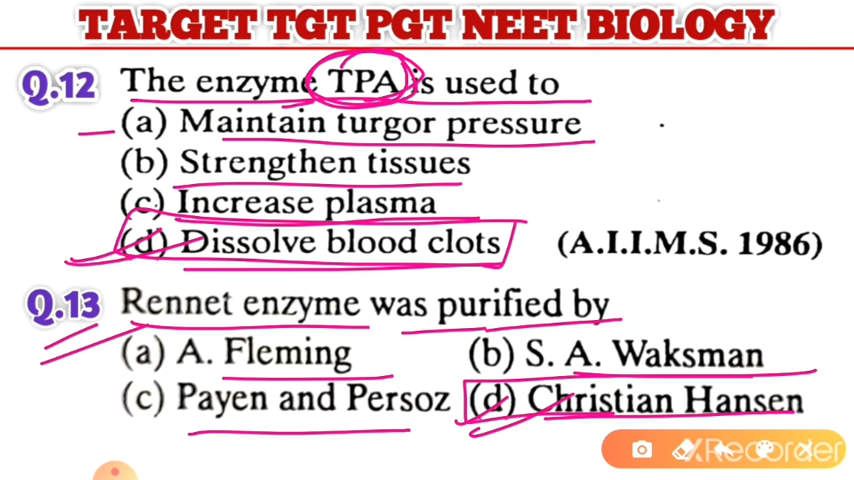 TARGET TGT PGT NEET BIOLOGY
Q.12 The enzyme TPA is used to
(a) Maintain turgor pressure
(b) Strengthen tissues
(c) Increase plasma
(d) Dissolve blood clots (A.I.I.M.S. 1986)
Q.13 Rennet enzyme was purified by
(a) A. Fleming (b) S. A. Waksman
(c) Payen and Persoz (d) Christian Hansen
XRecorder